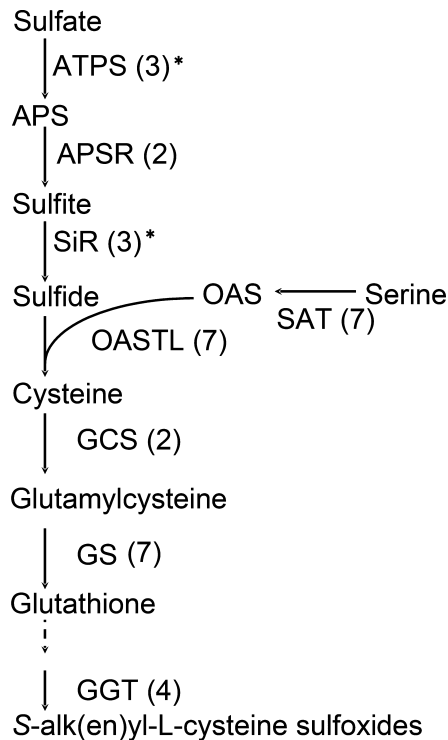 Sulfate
ATPS (3)*
APS
APSR (2)
Sulfite
SiR (3)*
Sulfide
OAS
Serine
SAT (7)
OASTL (7)
Cysteine
GCS (2)
Glutamylcysteine
GS (7)
Glutathione
GGT (4)
S-alk(en)yl-L-cysteine sulfoxides